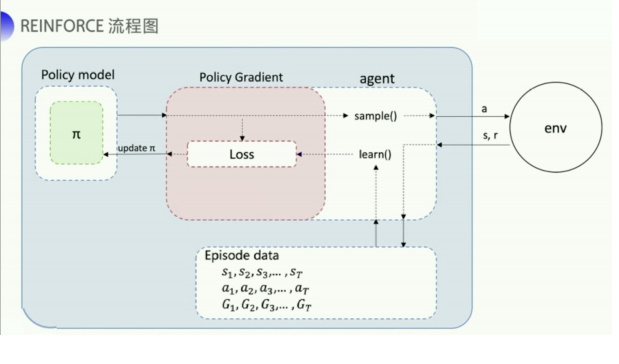 REINFORCE 流程图
Policy model
Policy Gradient
agent
π
sample()
a
env
s, r
update π
Loss
learn()
Episode data
s₁, s₂, s₃,… , s_T
a₁, a₂, a₃,… , a_T
G₁, G₂, G₃,… , G_T